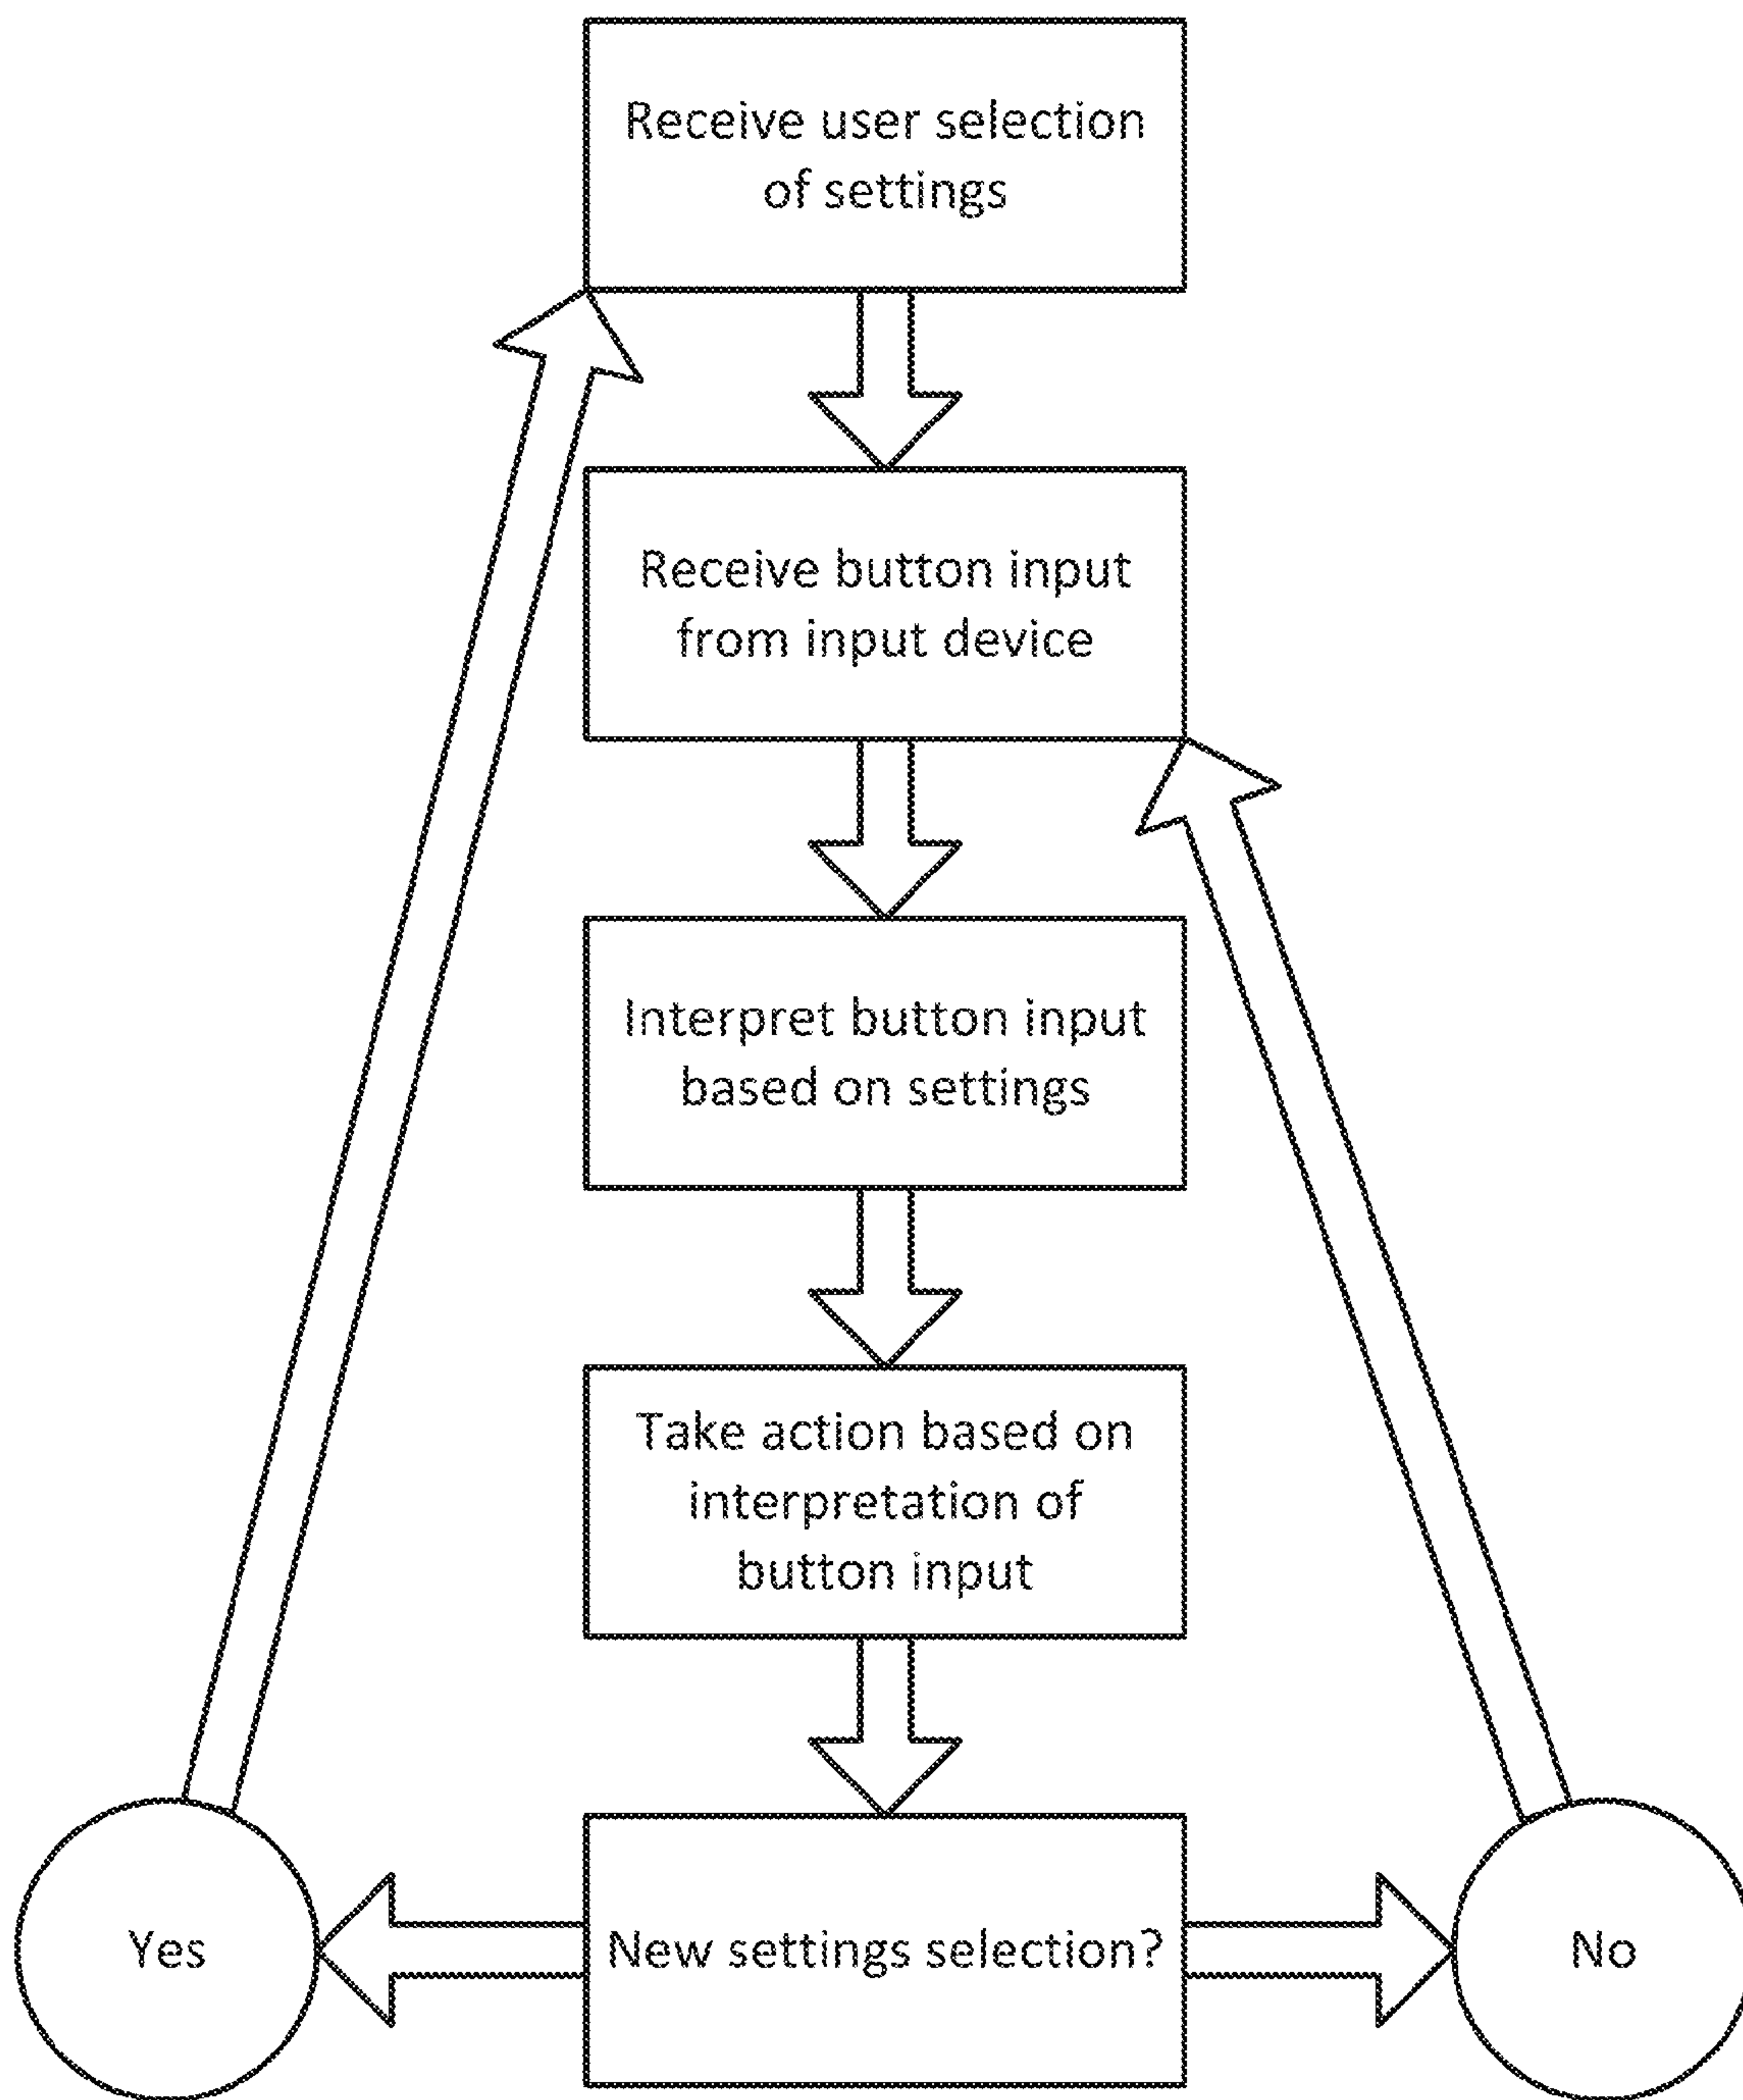 Receive user selection
of settings
Receive button input
from input device
Interpret button input
based on settings
Take action based on
interpretation of
button input
Yes
New settings selection?
No